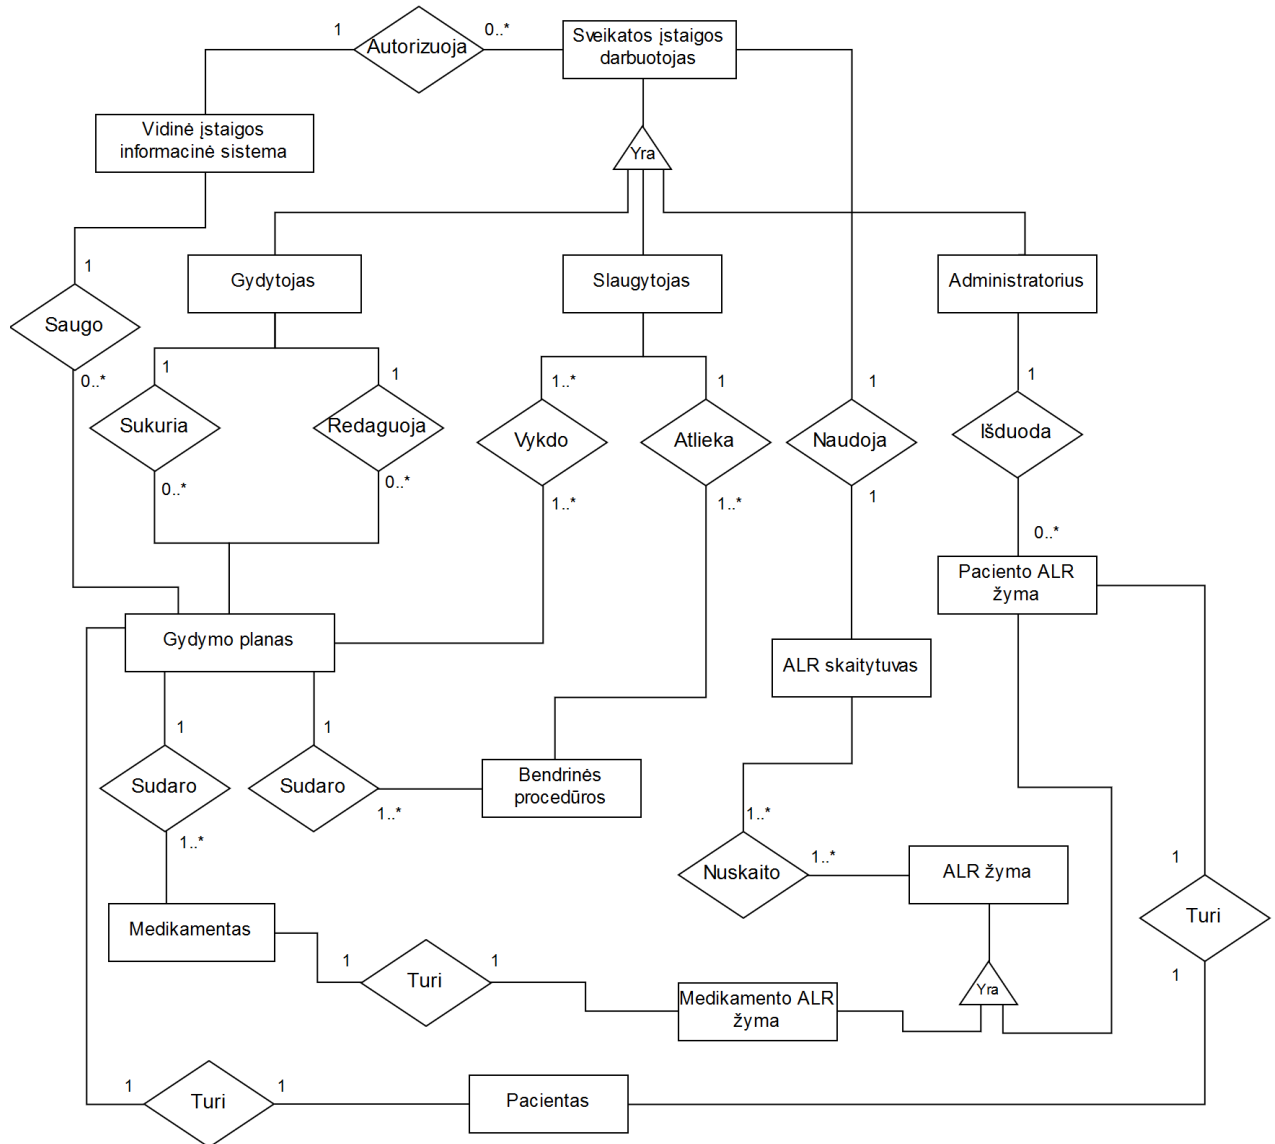 1
Autorizuoja
0..*
Sveikatos įstaigos
darbuotojas
Vidinė įstaigos
informacinė sistema
Yra
1
Saugo
0..*
Gydytojas
Slaugytojas
Administratorius
1
Sukuria
0..*
1
Redaguoja
0..*
1..*
Vykdo
1..*
1
Atlieka
1..*
1
Naudoja
1
1
Išduoda
0..*
Paciento ALR
žyma
Gydymo planas
ALR skaitytuvas
1
Sudaro
1..*
1
Sudaro
1..*
Bendrinės
procedūros
1..*
Nuskaito
1..*
ALR žyma
1
Turi
1
Medikamentas
1
Turi
1
Medikamento ALR
žyma
Yra
1
Turi
1
Pacientas